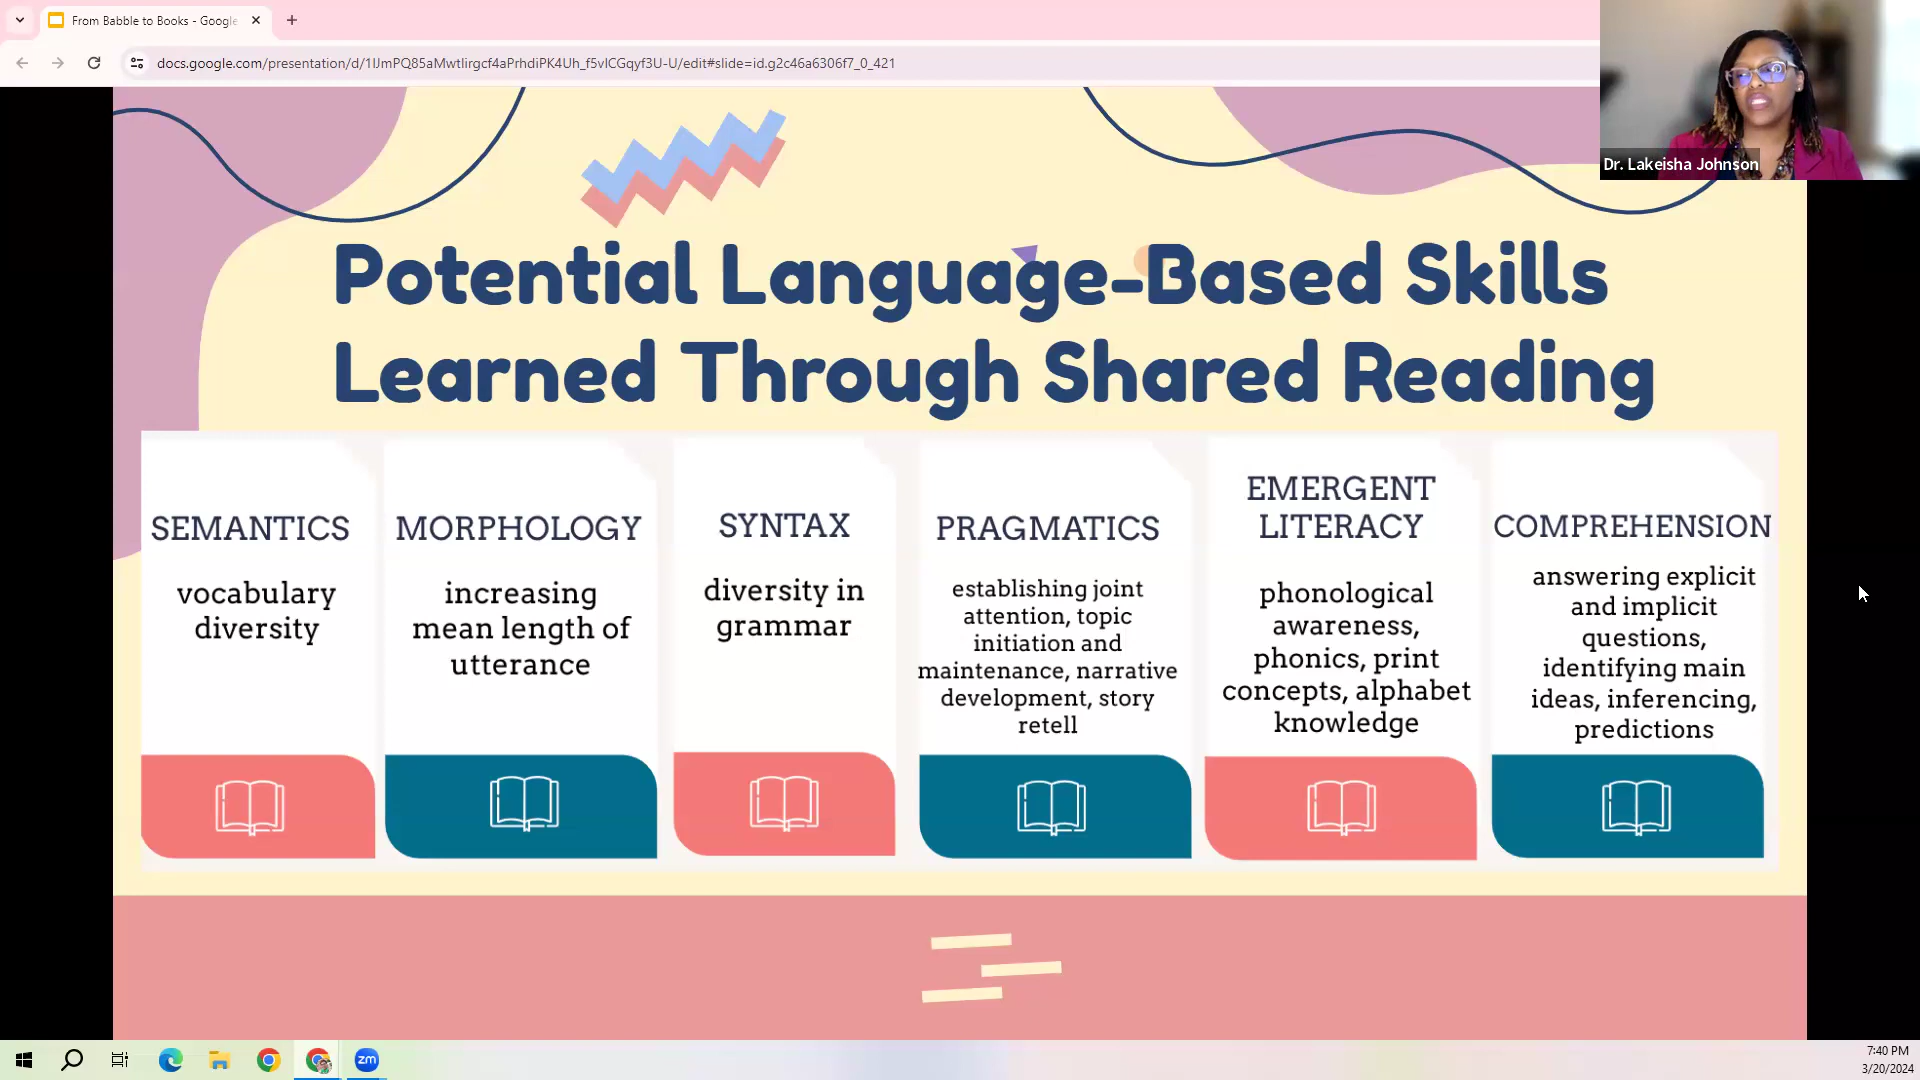 From Babble to Books - Google
docs.google.com/presentation/d/1IJmPQ85aMwtIirgcf4aPrhdiPK4Uh_f5vICGqyf3U-U/edit#slide=id.g2c46a6306f7_0_421
Dr. Lakeisha Johnson
Potential Language-Based Skills
Learned Through Shared Reading
SEMANTICS
vocabulary
diversity
MORPHOLOGY
increasing
mean length of
utterance
SYNTAX
diversity in
grammar
PRAGMATICS
establishing joint
attention, topic
initiation and
maintenance, narrative
development, story
retell
EMERGENT
LITERACY
phonological
awareness,
phonics, print
concepts, alphabet
knowledge
COMPREHENSION
answering explicit
and implicit
questions,
identifying main
ideas, inferencing,
predictions
zm
7:40 PM
3/20/2024